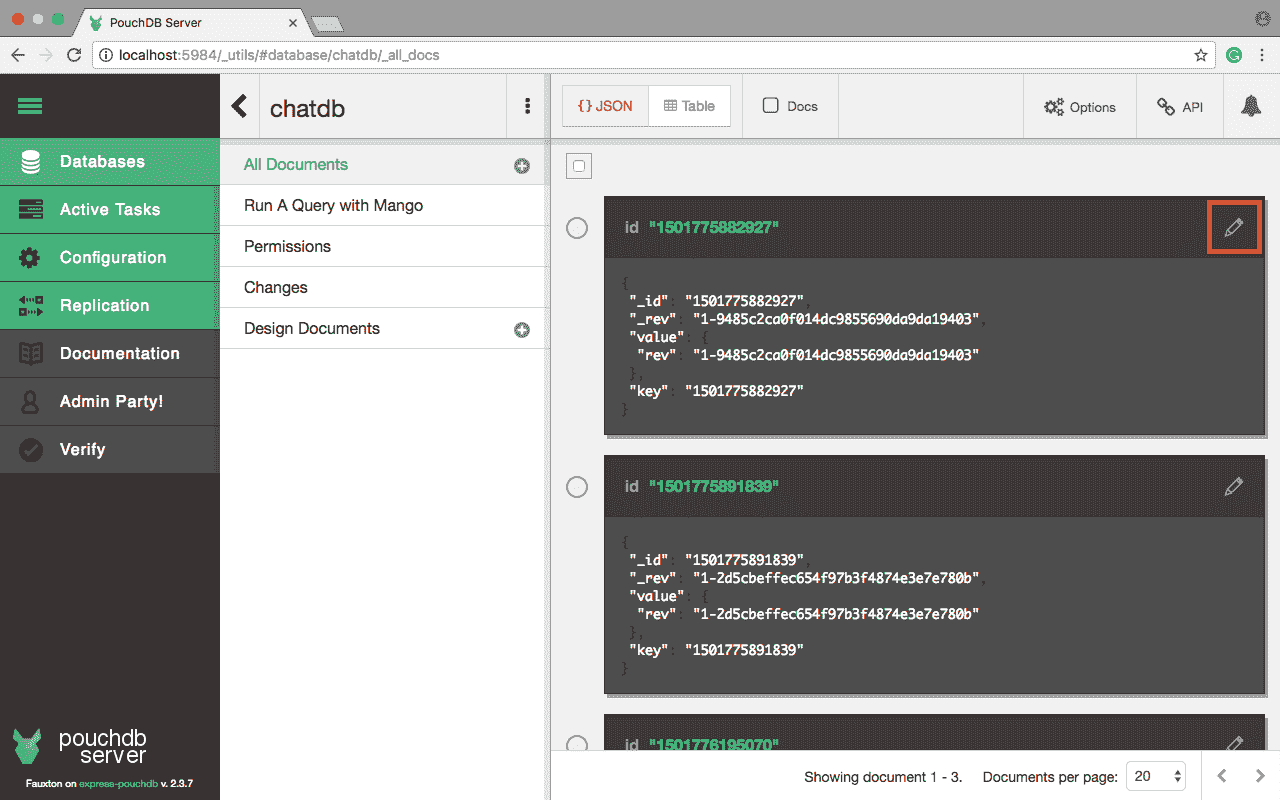 PouchDB Server
localhost:5984/_utils/#database/chatdb/_all_docs
chatdb
{} JSON
Table
Docs
Options
API
Databases
Active Tasks
Configuration
Replication
Documentation
Admin Party!
Verify
All Documents
Run A Query with Mango
Permissions
Changes
Design Documents
id "1501775882927"
{
"_id": "1501775882927",
"_rev": "1-9485c2ca0f014dc9855690da9da19403",
"value": {
"rev": "1-9485c2ca0f014dc9855690da9da19403"
},
"key": "1501775882927"
}
id "1501775891839"
{
"_id": "1501775891839",
"_rev": "1-2d5cbeffec654f97b3f4874e3e7e780b",
"value": {
"rev": "1-2d5cbeffec654f97b3f4874e3e7e780b"
},
"key": "1501775891839"
}
id "1501776195070"
pouchdb
server
Fauxton on express-pouchdb v. 2.3.7
Showing document 1 - 3.
Documents per page: 20